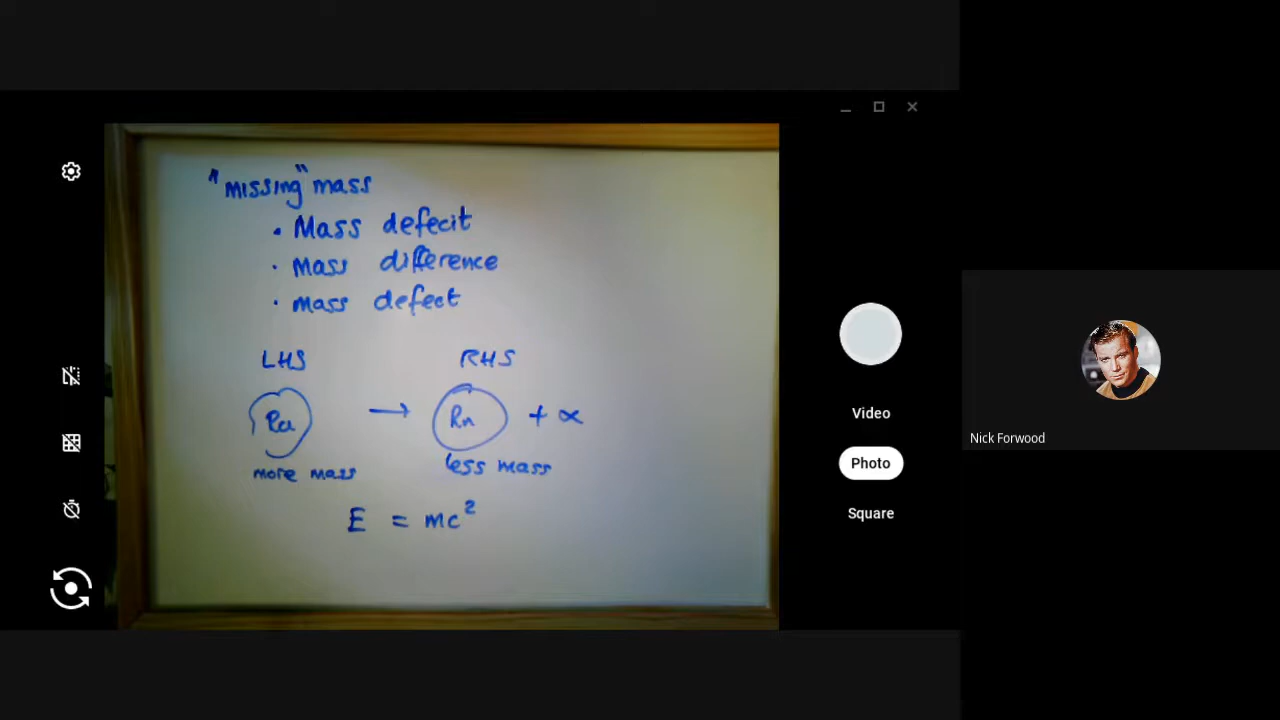 "missing" mass
• Mass defecit
• Mass difference
• mass defect
LHS RHS
Ra → Rn + α
more mass less mass
E = mc²
Video
Photo
Square
Nick Forwood